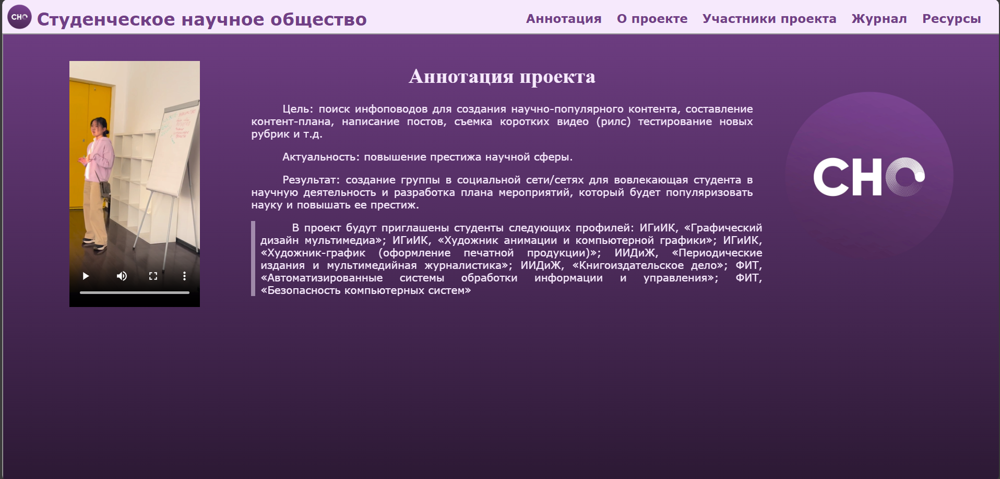 СНО
Студенческое научное общество
Аннотация
О проекте
Участники проекта
Журнал
Ресурсы
Аннотация проекта
Цель: поиск инфоповодов для создания научно-популярного контента, составление
контент-плана, написание постов, съемка коротких видео (рилс) тестирование новых
рубрик и т.д.
Актуальность: повышение престижа научной сферы.
Результат: создание группы в социальной сети/сетях для вовлекающая студента в
научную деятельность и разработка плана мероприятий, который будет популяризовать
науку и повышать ее престиж.
В проект будут приглашены студенты следующих профилей: ИГиИК, «Графический
дизайн мультимедиа»; ИГиИК, «Художник анимации и компьютерной графики»; ИГиИК,
«Художник-график (оформление печатной продукции)»; ИИДиЖ, «Периодические
издания и мультимедийная журналистика»; ИИДиЖ, «Книгоиздательское дело»; ФИТ,
«Автоматизированные системы обработки информации и управления»; ФИТ,
«Безопасность компьютерных систем»
СНО